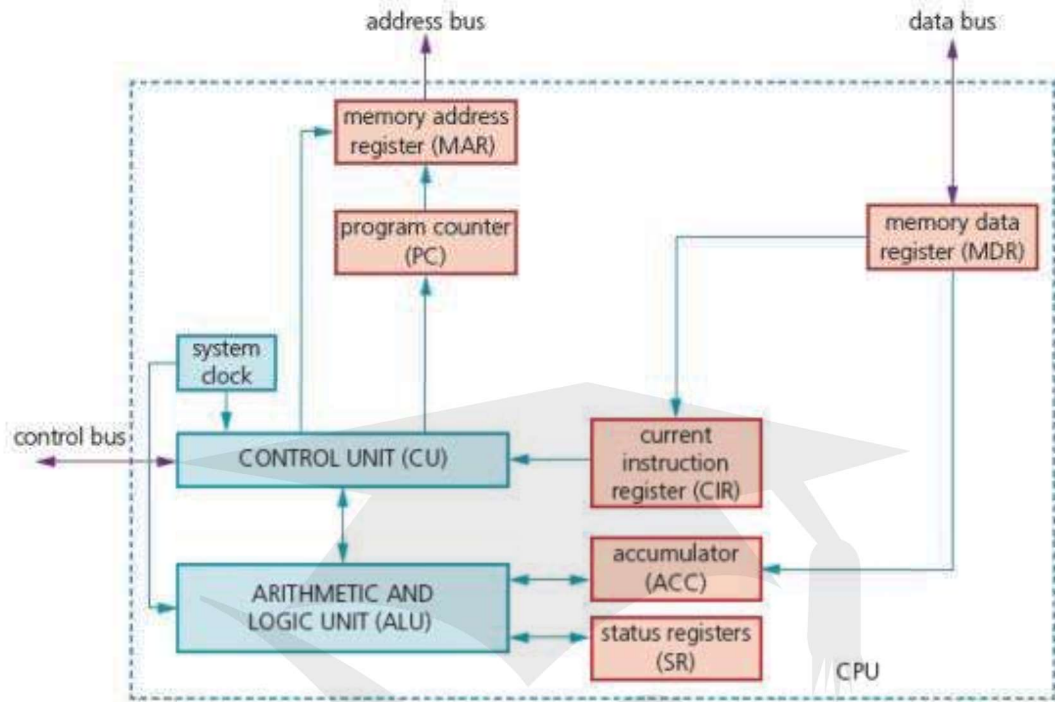 address bus
data bus
memory address
register (MAR)
program counter
(PC)
memory data
register (MDR)
system
clock
control bus
CONTROL UNIT (CU)
current
instruction
register (CIR)
ARITHMETIC AND
LOGIC UNIT (ALU)
accumulator
(ACC)
status registers
(SR)
CPU